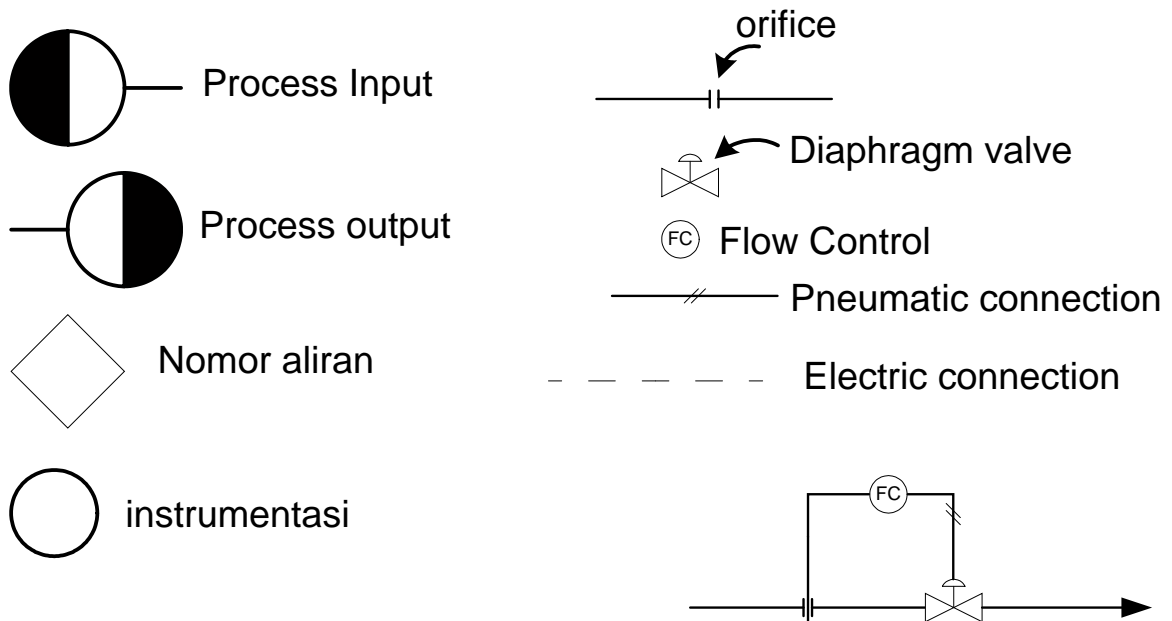 Process Input
Process output
Nomor aliran
instrumentasi
orifice
Diaphragm valve
FC Flow Control
Pneumatic connection
Electric connection
FC